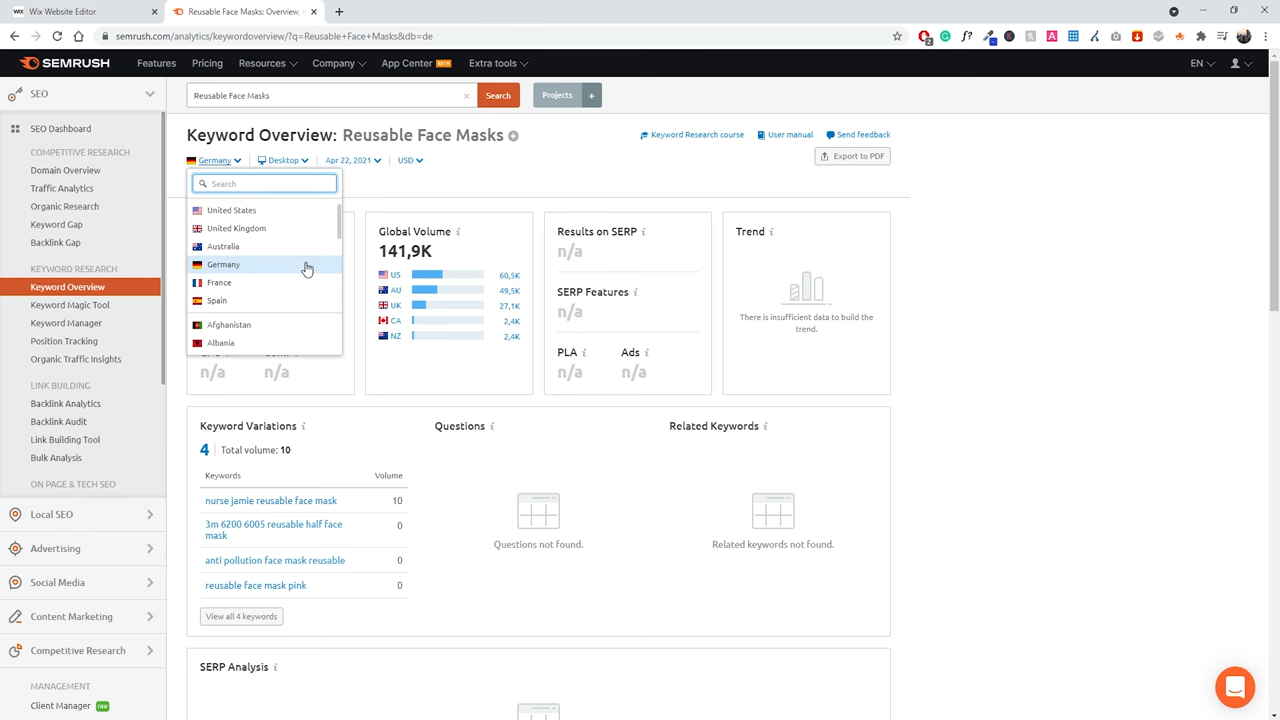 Wix Website Editor
Reusable Face Masks: Overview, I
semrush.com/analytics/keywordoverview/?q=Reusable+Face+Masks&db=de
SEMRUSH
Features
Pricing
Resources
Company
App Center BETA
Extra tools
EN
SEO
SEO Dashboard
COMPETITIVE RESEARCH
Domain Overview
Traffic Analytics
Organic Research
Keyword Gap
Backlink Gap
KEYWORD RESEARCH
Keyword Overview
Keyword Magic Tool
Keyword Manager
Position Tracking
Organic Traffic Insights
LINK BUILDING
Backlink Analytics
Backlink Audit
Link Building Tool
Bulk Analysis
ON PAGE & TECH SEO
Local SEO
Advertising
Social Media
Content Marketing
Competitive Research
MANAGEMENT
Client Manager new
Reusable Face Masks
Search
Projects +
Keyword Overview: Reusable Face Masks
Keyword Research course
User manual
Send feedback
Export to PDF
Germany
Desktop
Apr 22, 2021
USD
Search
United States
United Kingdom
Australia
Germany
France
Spain
Afghanistan
Albania
n/a n/a
Global Volume
141,9K
US 60,5K
AU 49,5K
UK 27,1K
CA 2,4K
NZ 2,4K
Results on SERP
n/a
SERP Features
n/a
PLA Ads
n/a n/a
Trend
There is insufficient data to build the
trend.
Keyword Variations
4 Total volume: 10
Keywords Volume
nurse jamie reusable face mask 10
3m 6200 6005 reusable half face
mask 0
anti pollution face mask reusable 0
reusable face mask pink 0
View all 4 keywords
Questions
Questions not found.
Related Keywords
Related keywords not found.
SERP Analysis